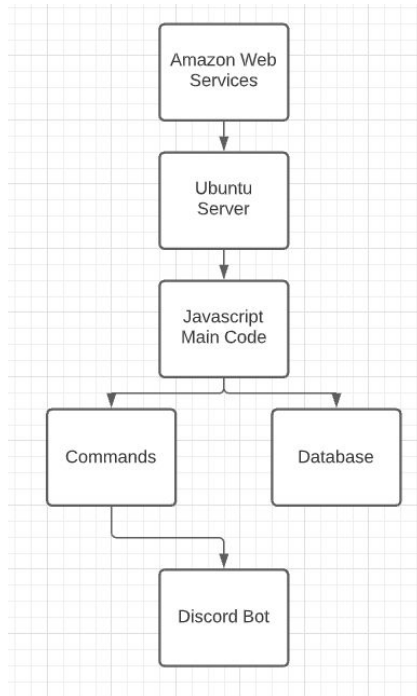 Amazon Web
Services
Ubuntu
Server
Javascript
Main Code
Commands
Database
Discord Bot